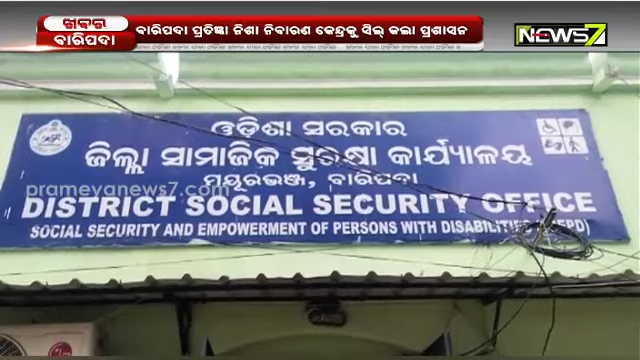 ଖବର
ବାରିପଦା
ବାରିପଦା ପ୍ରତିଜ୍ଞା ନିଶା ନିବାରଣ କେନ୍ଦ୍ରକୁ ସିଲ୍ କଲା ପ୍ରଶାସନ
NEWS7
ଓଡ଼ିଶା ସରକାର
ଜିଲ୍ଲା ସାମାଜିକ ସୁରକ୍ଷା କାର୍ଯ୍ୟାଳୟ
ମୟୂରଭଞ୍ଜ, ବାରିପଦା
prameyanews7.com
DISTRICT SOCIAL SECURITY OFFICE
SOCIAL SECURITY AND EMPOWERMENT OF PERSONS WITH DISABILITIES
LG